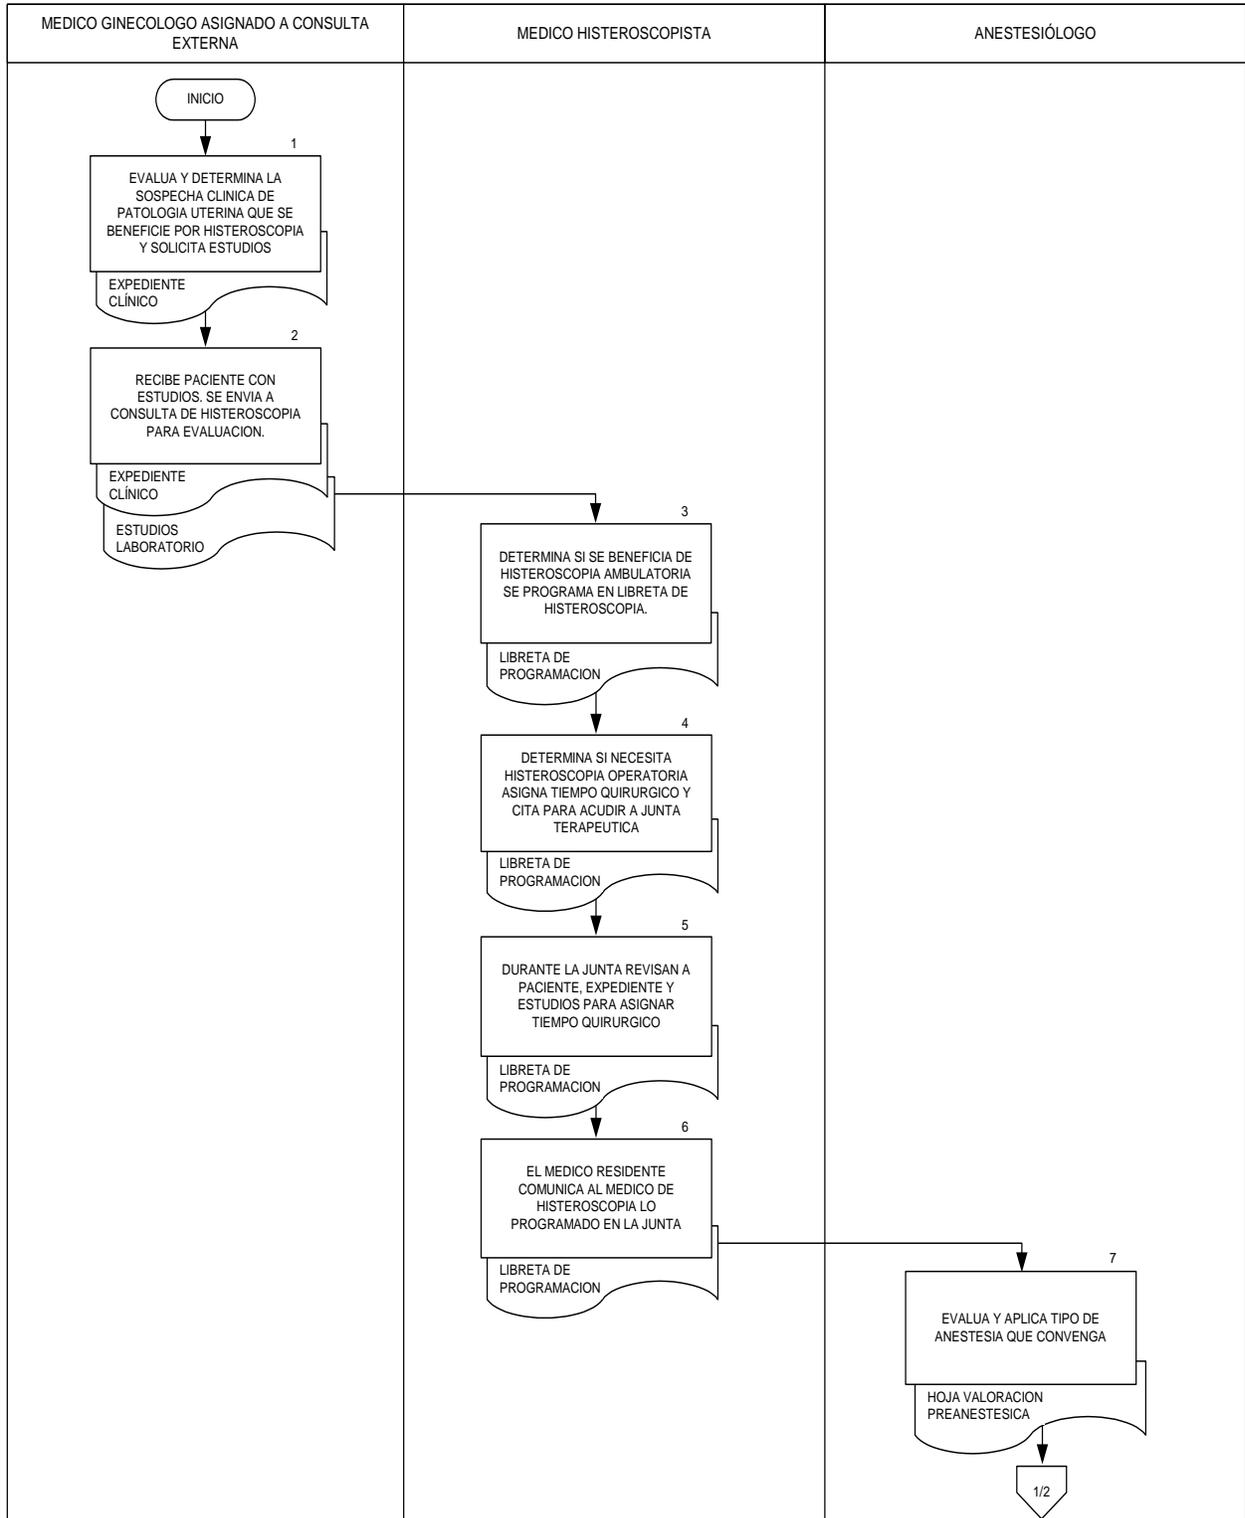 MEDICO GINECOLOGO ASIGNADO A CONSULTA
EXTERNA
MEDICO HISTEROSCOPISTA
ANESTESIÓLOGO
INICIO
1
EVALUA Y DETERMINA LA
SOSPECHA CLINICA DE
PATOLOGIA UTERINA QUE SE
BENEFICIE POR HISTEROSCOPIA
Y SOLICITA ESTUDIOS
EXPEDIENTE
CLÍNICO
2
RECIBE PACIENTE CON
ESTUDIOS. SE ENVIA A
CONSULTA DE HISTEROSCOPIA
PARA EVALUACION.
EXPEDIENTE
CLÍNICO
ESTUDIOS
LABORATORIO
3
DETERMINA SI SE BENEFICIA DE
HISTEROSCOPIA AMBULATORIA
SE PROGRAMA EN LIBRETA DE
HISTEROSCOPIA.
LIBRETA DE
PROGRAMACION
4
DETERMINA SI NECESITA
HISTEROSCOPIA OPERATORIA
ASIGNA TIEMPO QUIRURGICO Y
CITA PARA ACUDIR A JUNTA
TERAPEUTICA
LIBRETA DE
PROGRAMACION
5
DURANTE LA JUNTA REVISAN A
PACIENTE, EXPEDIENTE Y
ESTUDIOS PARA ASIGNAR
TIEMPO QUIRURGICO
LIBRETA DE
PROGRAMACION
6
EL MEDICO RESIDENTE
COMUNICA AL MEDICO DE
HISTEROSCOPIA LO
PROGRAMADO EN LA JUNTA
LIBRETA DE
PROGRAMACION
7
EVALUA Y APLICA TIPO DE
ANESTESIA QUE CONVENGA
HOJA VALORACION
PREANESTESICA
1/2